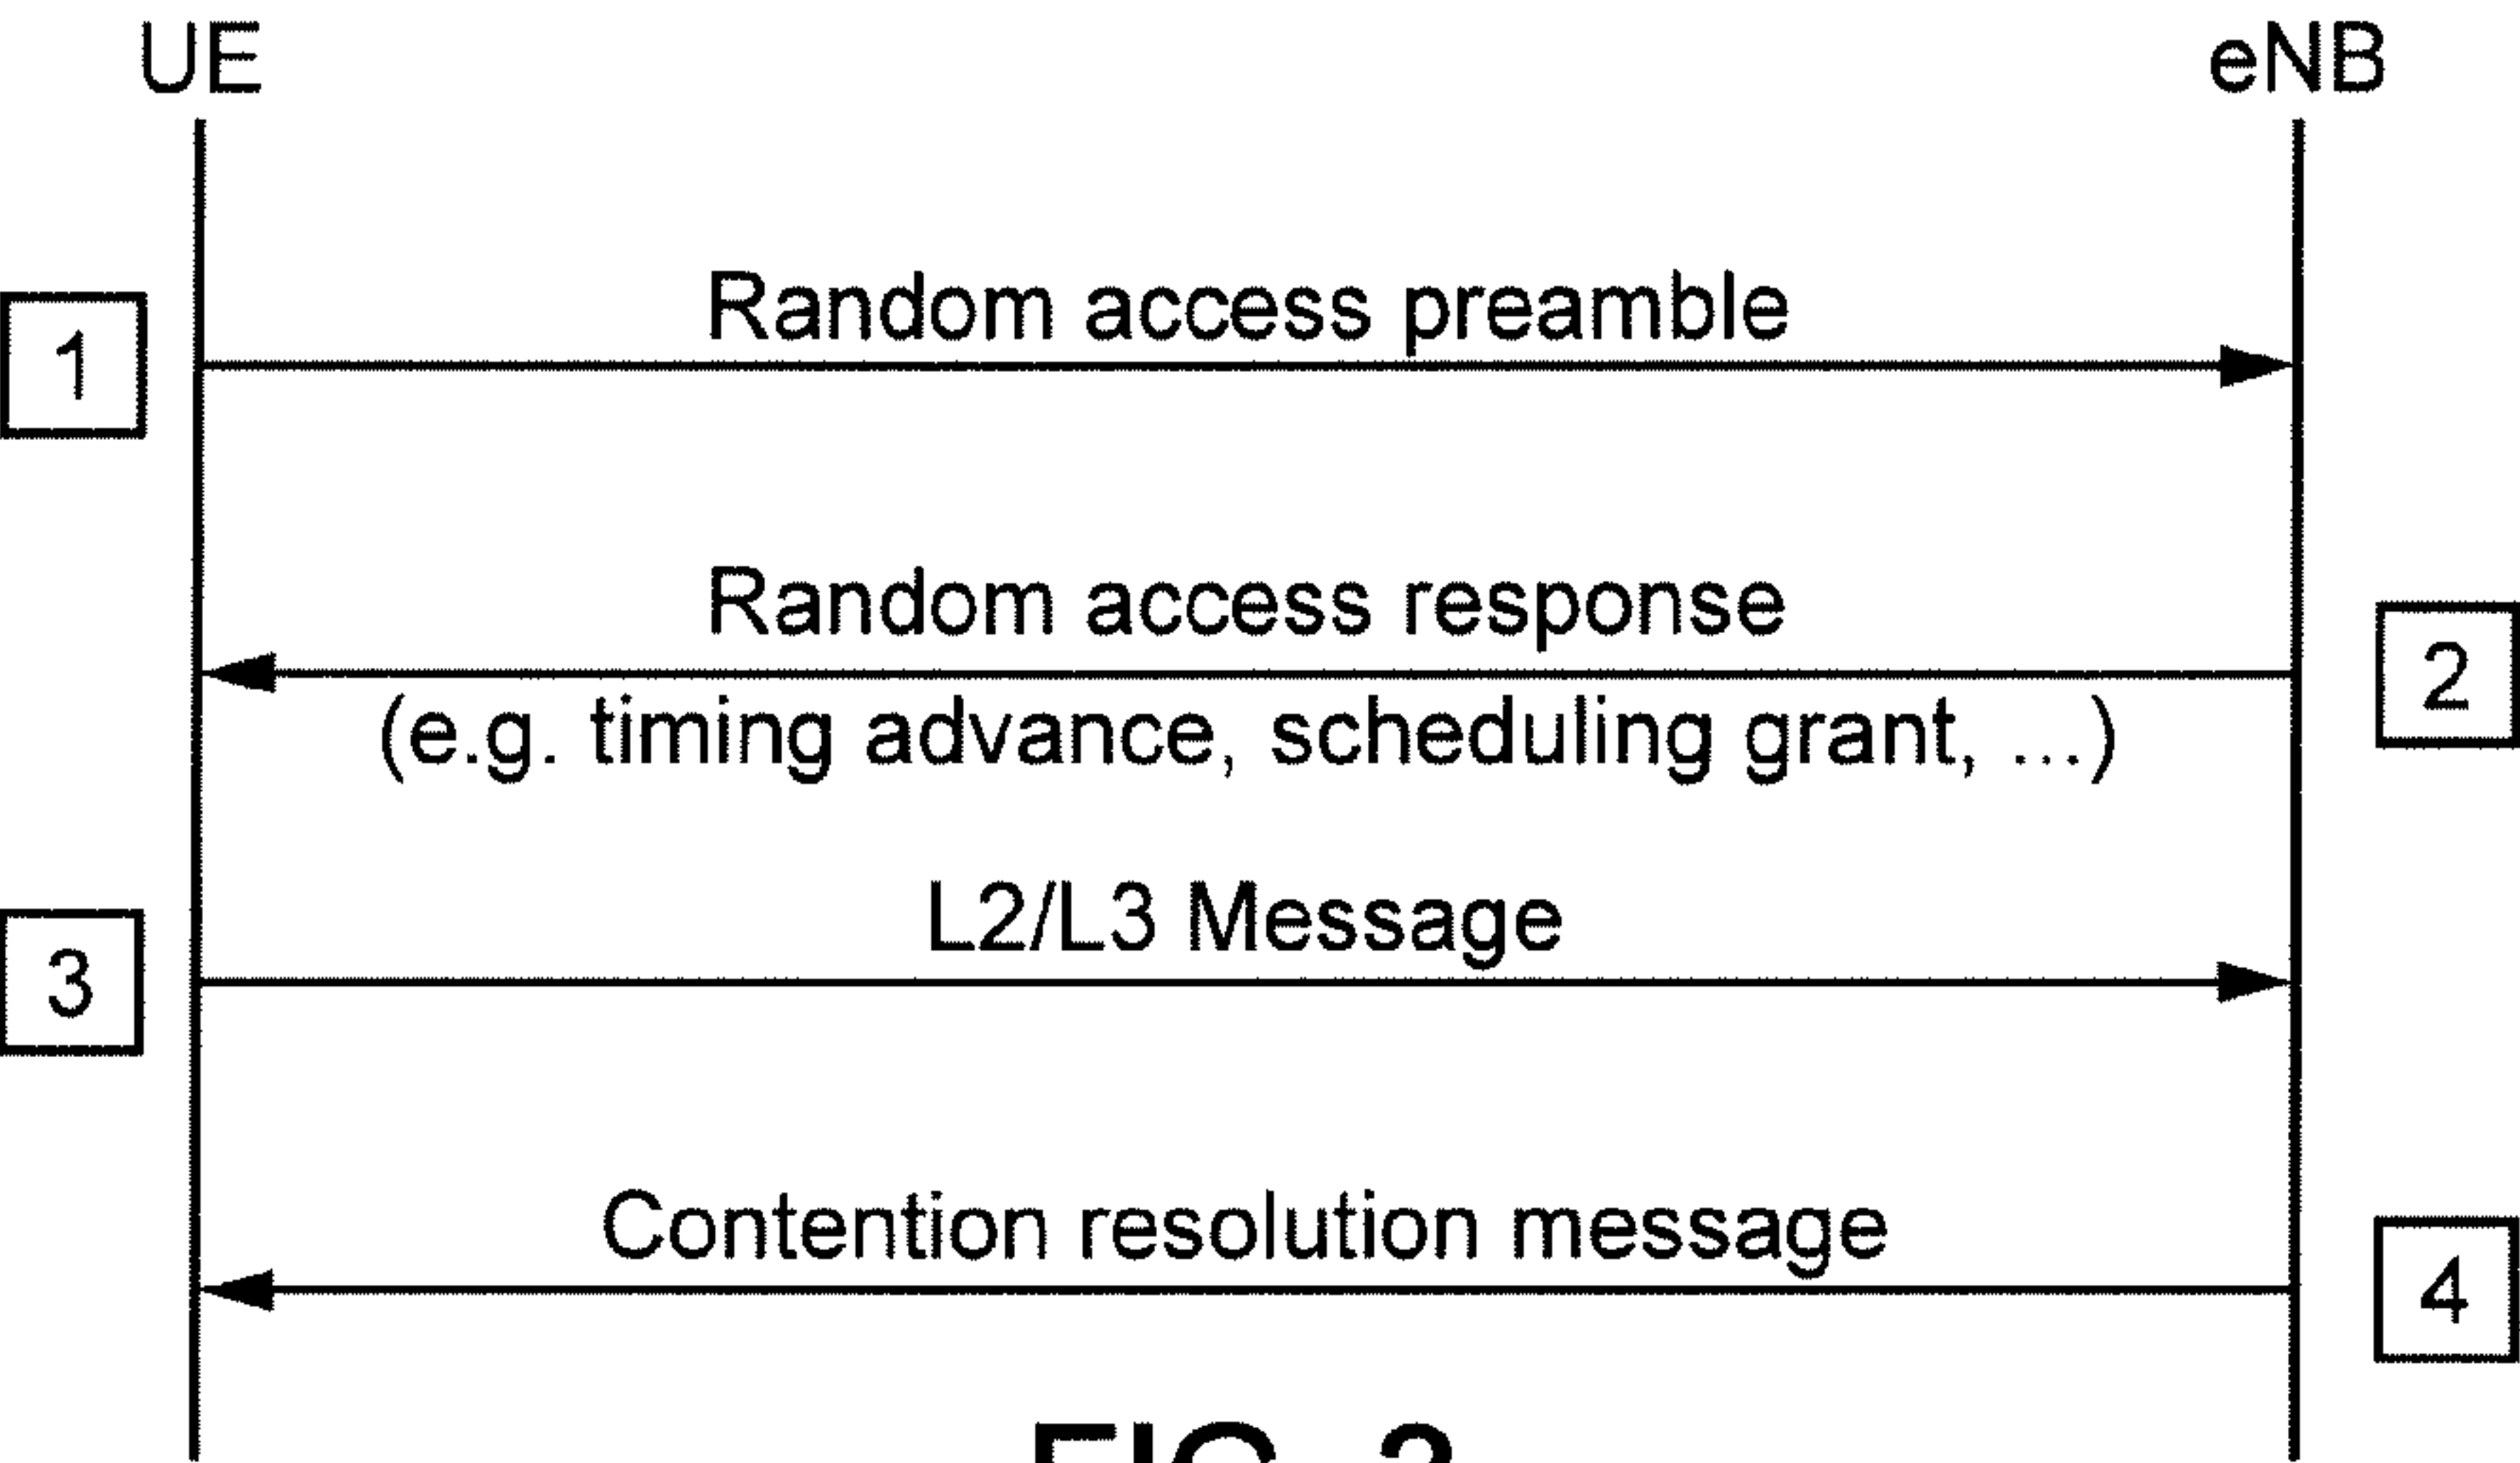 UE eNB
Random access preamble
1
Random access response
2
(e.g. timing advance, scheduling grant, ...)
L2/L3 Message
3
Contention resolution message
4
FIG.